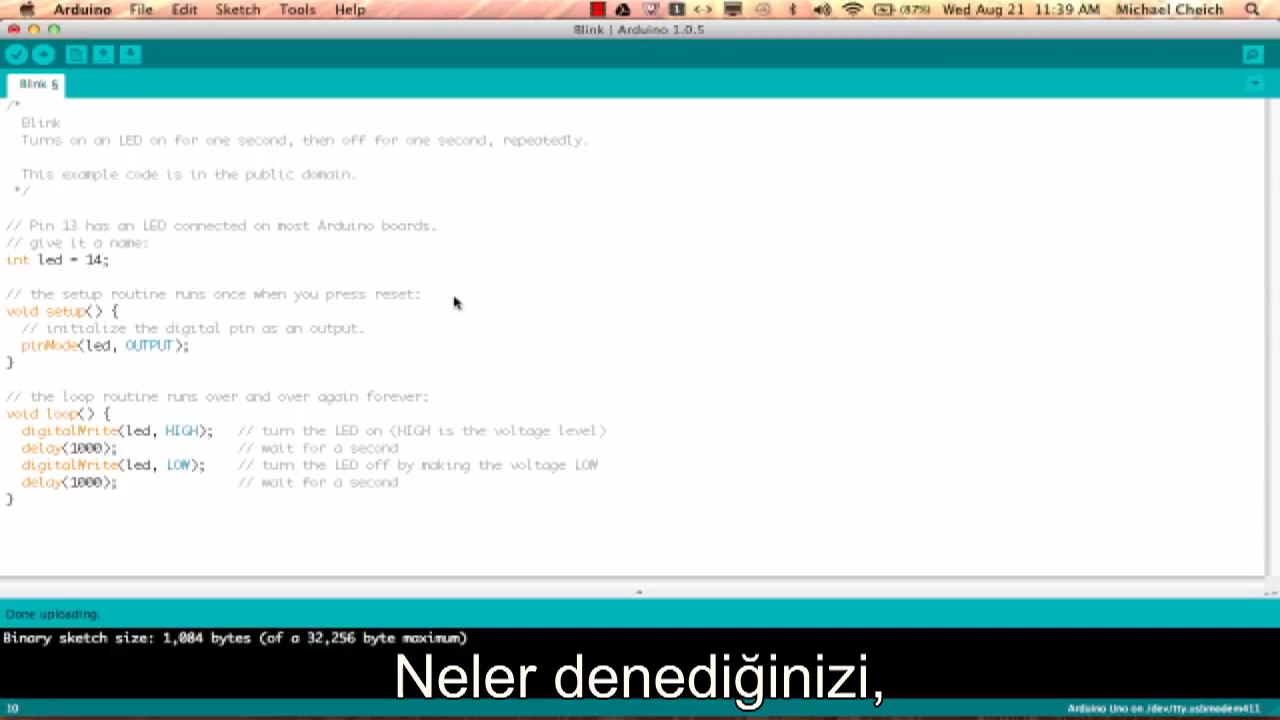 Arduino File Edit Sketch Tools Help (87%) Wed Aug 21 11:39 AM Michael Cheich
Blink | Arduino 1.0.5
Blink §
/*
Blink
Turns on an LED on for one second, then off for one second, repeatedly.
This example code is in the public domain.
*/
// Pin 13 has an LED connected on most Arduino boards.
// give it a name:
int led = 14;
// the setup routine runs once when you press reset:
void setup() {
// initialize the digital pin as an output.
pinMode(led, OUTPUT);
}
// the loop routine runs over and over again forever:
void loop() {
digitalWrite(led, HIGH); // turn the LED on (HIGH is the voltage level)
delay(1000); // wait for a second
digitalWrite(led, LOW); // turn the LED off by making the voltage LOW
delay(1000); // wait for a second
}
Done uploading.
Binary sketch size: 1,084 bytes (of a 32,256 byte maximum)
Neler denediğinizi,
10 Arduino Uno on /dev/tty.usbmodem411